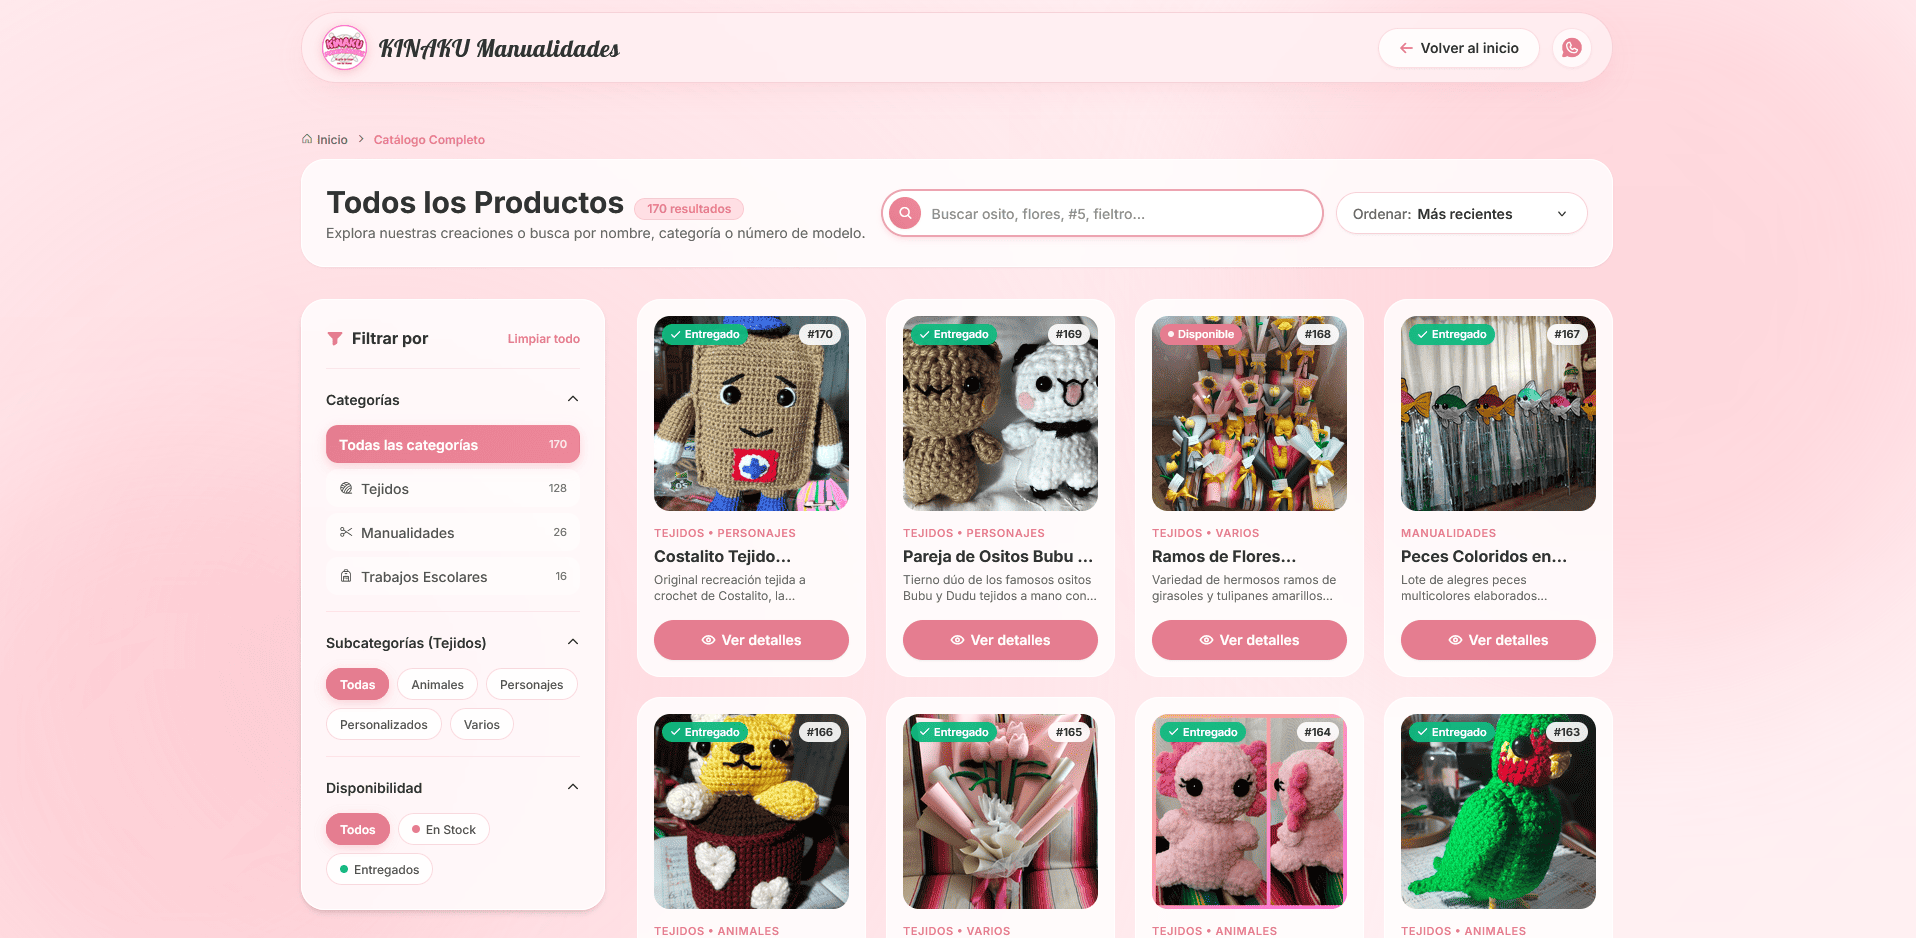 KINAKU
KINAKU Manualidades
Volver al inicio
Inicio > Catálogo Completo
Todos los Productos
170 resultados
Explora nuestras creaciones o busca por nombre, categoría o número de modelo.
Buscar osito, flores, #5, fieltro...
Ordenar: Más recientes
Filtrar por
Limpiar todo
Categorías
Todas las categorías 170
Tejidos 128
Manualidades 26
Trabajos Escolares 16
Subcategorías (Tejidos)
Todas
Animales
Personajes
Personalizados
Varios
Disponibilidad
Todos
En Stock
Entregados
Entregado
#170
TEJIDOS • PERSONAJES
Costalito Tejido...
Original recreación tejida a
crochet de Costalito, la...
Ver detalles
Entregado
#169
TEJIDOS • PERSONAJES
Pareja de Ositos Bubu ...
Tierno dúo de los famosos ositos
Bubu y Dudu tejidos a mano con...
Ver detalles
Disponible
#168
TEJIDOS • VARIOS
Ramos de Flores...
Variedad de hermosos ramos de
girasoles y tulipanes amarillos...
Ver detalles
Entregado
#167
MANUALIDADES
Peces Coloridos en...
Lote de alegres peces
multicolores elaborados...
Ver detalles
Entregado
#166
TEJIDOS • ANIMALES
Entregado
#165
TEJIDOS • VARIOS
Entregado
#164
TEJIDOS • ANIMALES
Entregado
#163
TEJIDOS • ANIMALES